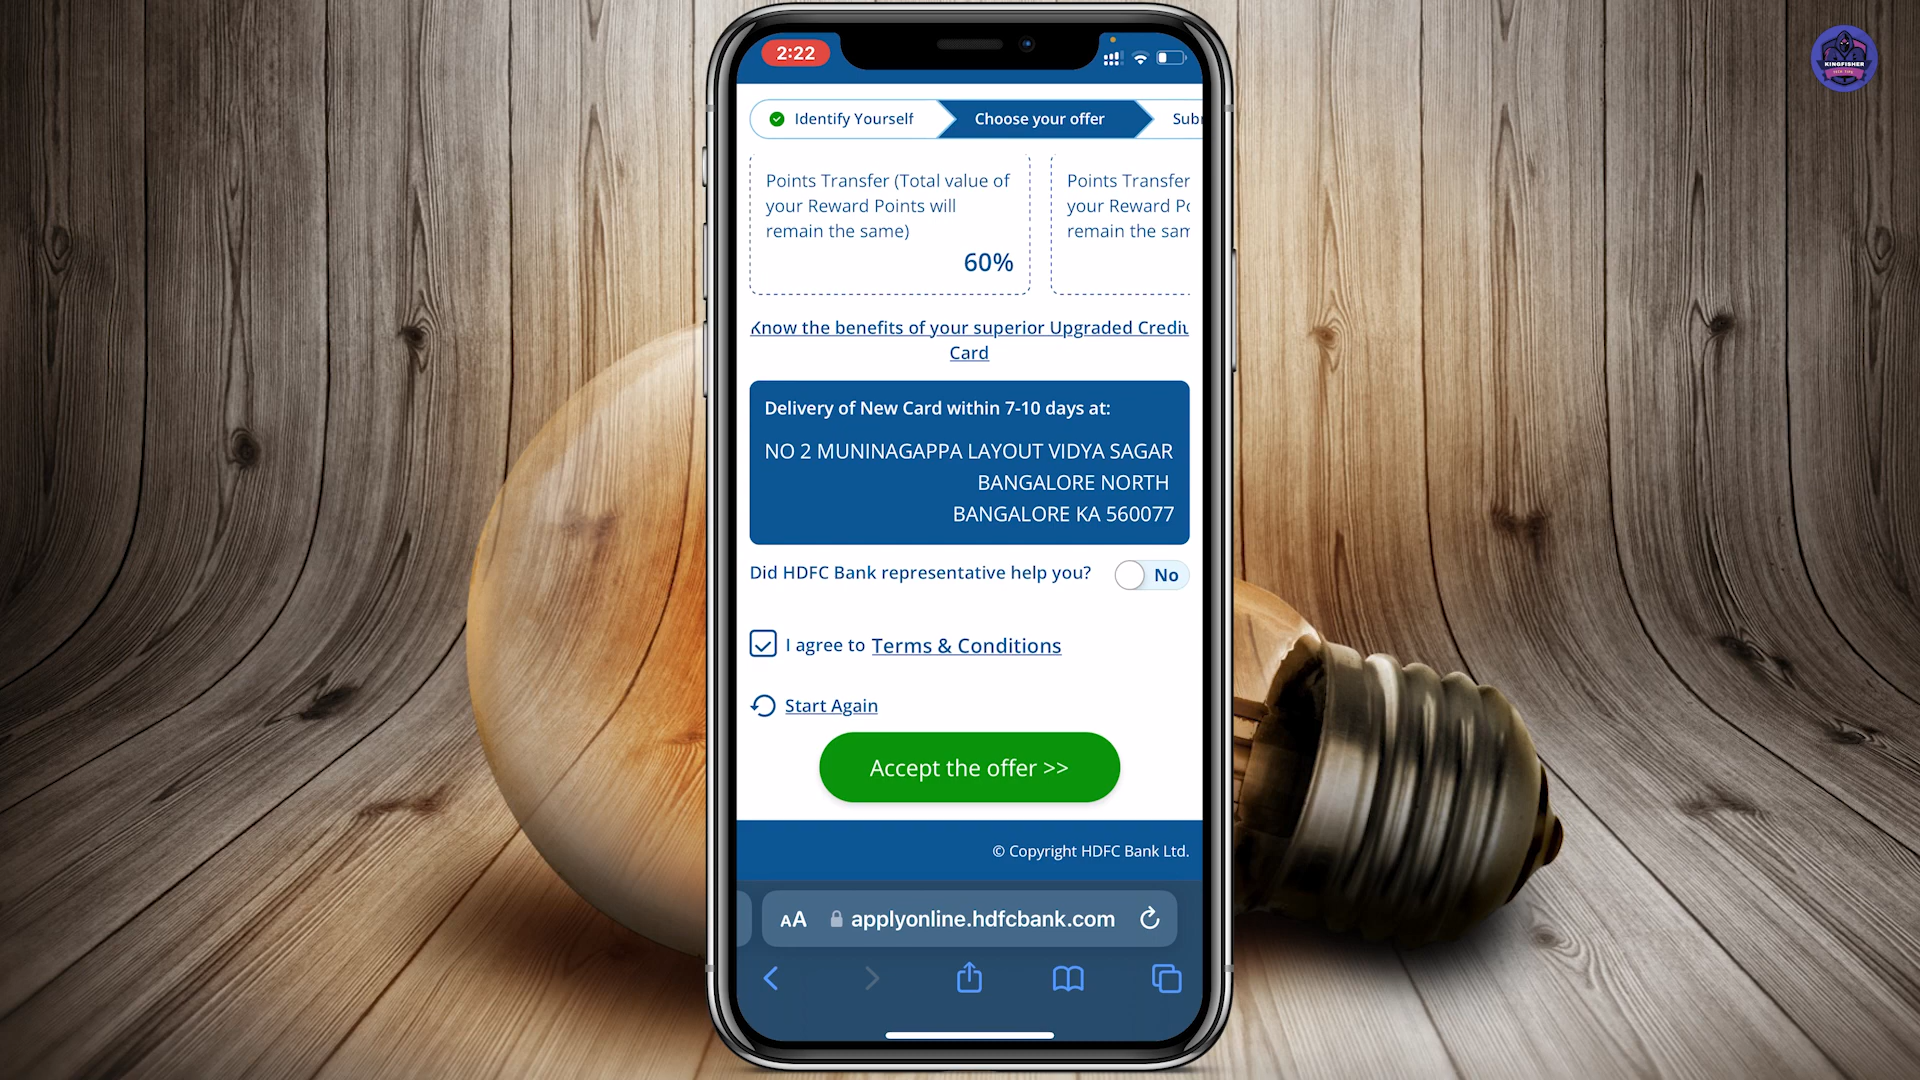 2:22
Identify Yourself
Choose your offer
Points Transfer (Total value of
your Reward Points will
remain the same)
60%
Points Transfer
your Reward
remain the
Know the benefits of your superior Upgraded Credit
Card
Delivery of New Card within 7-10 days at:
NO 2 MUNINAGAPPA LAYOUT VIDYA SAGAR
BANGALORE NORTH
BANGALORE KA 560077
Did HDFC Bank representative help you?
No
I agree to Terms & Conditions
Start Again
Accept the offer >>
© Copyright HDFC Bank Ltd.
AA applyonline.hdfcbank.com
KINGFISHER